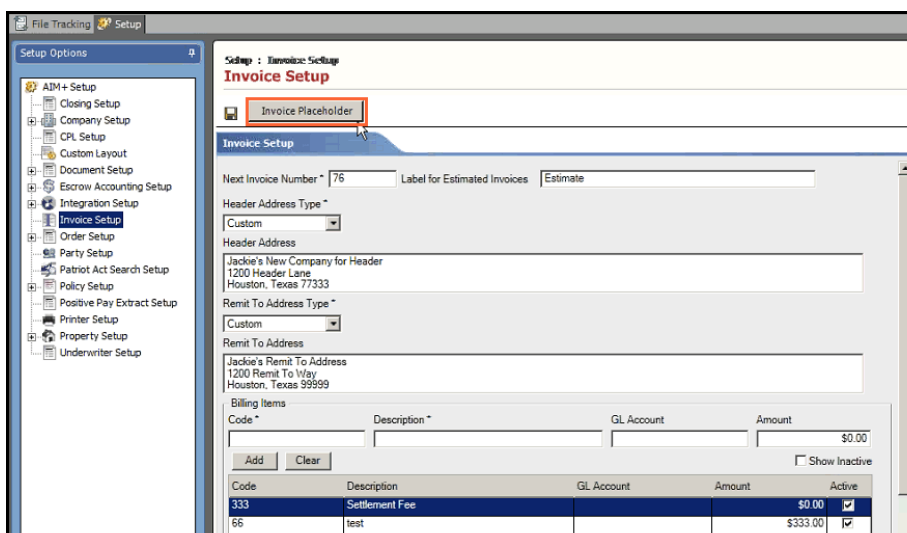 File Tracking Setup
Setup Options
AIM+ Setup
Closing Setup
Company Setup
CPL Setup
Custom Layout
Document Setup
Escrow Accounting Setup
Integration Setup
Invoice Setup
Order Setup
Party Setup
Patriot Act Search Setup
Policy Setup
Positive Pay Extract Setup
Printer Setup
Property Setup
Underwriter Setup
Setup : Invoice Setup
Invoice Setup
Invoice Placeholder
Invoice Setup
Next Invoice Number * 76 Label for Estimated Invoices Estimate
Header Address Type *
Custom
Header Address
Jackie's New Company for Header
1200 Header Lane
Houston, Texas 77333
Remit To Address Type *
Custom
Remit To Address
Jackie's Remit To Address
1200 Remit To Way
Houston, Texas 99999
Billing Items
Code * Description * GL Account Amount
$0.00
Add Clear Show Inactive
Code Description GL Account Amount Active
333 Settlement Fee $0.00
66 test $333.00